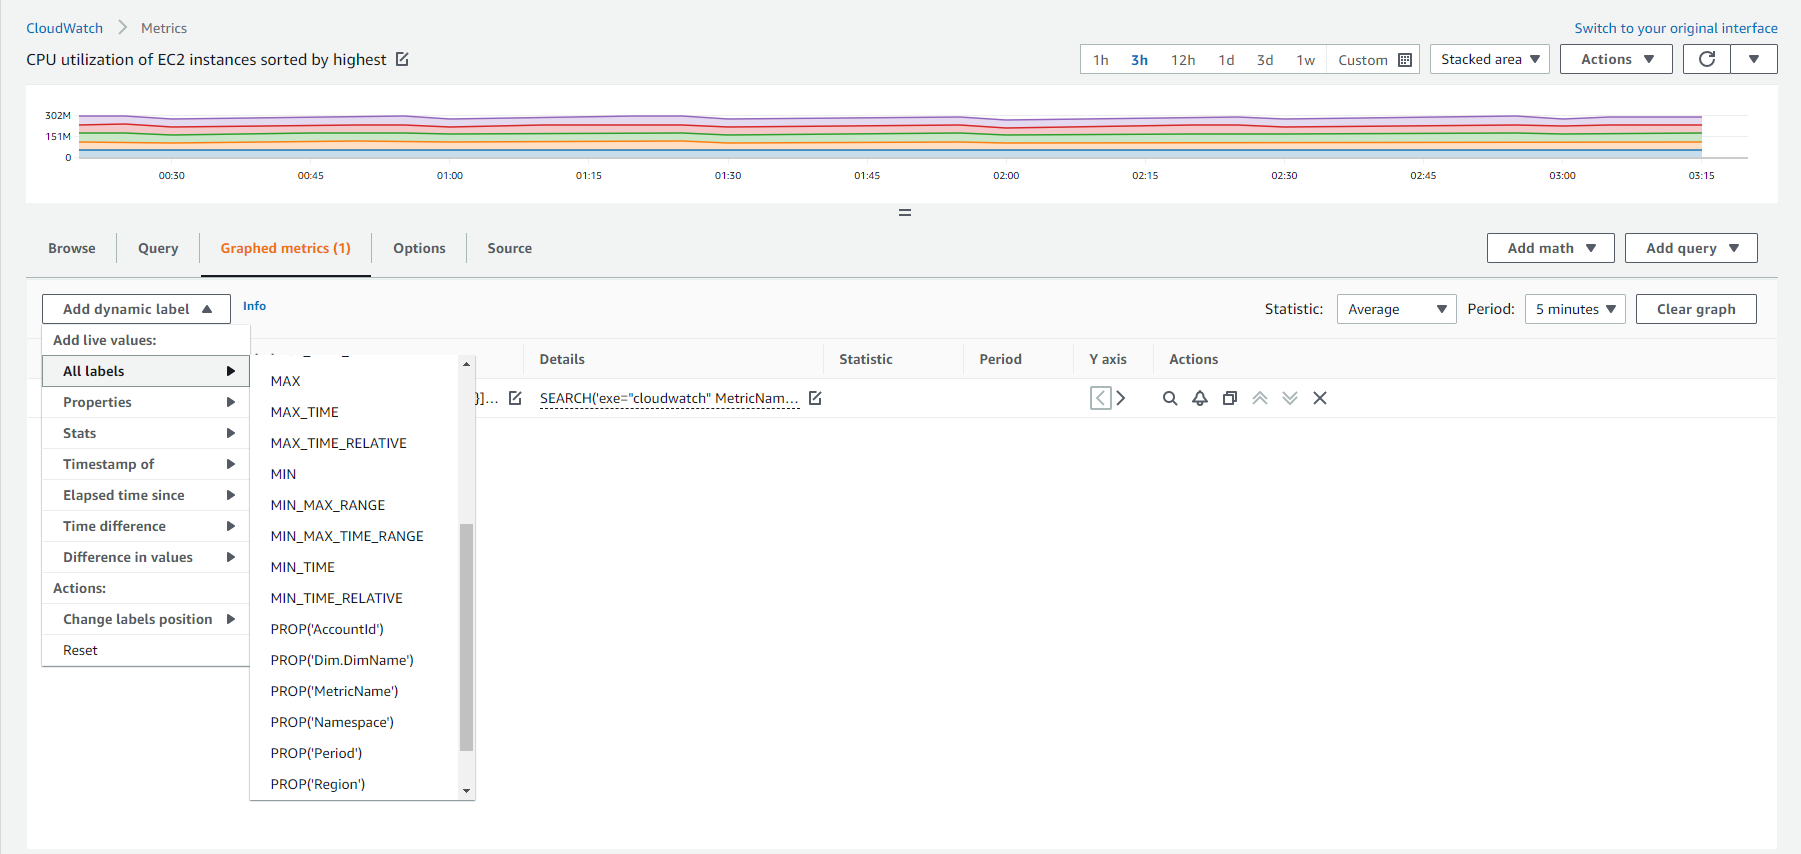 CloudWatch Metrics Switch to your original interface
CPU utilization of EC2 instances sorted by highest 1h 3h 12h 1d 3d 1w Custom Stacked area Actions
302M
151M
0
00:30 00:45 01:00 01:15 01:30 01:45 02:00 02:15 02:30 02:45 03:00 03:15
Browse Query Graphed metrics (1) Options Source Add math Add query
Add dynamic label Info Statistic: Average Period: 5 minutes Clear graph
Add live values:
Details Statistic Period Y axis Actions
All labels
MAX
}]... SEARCH('exe="cloudwatch" MetricNam...
Properties
MAX_TIME
Stats
MAX_TIME_RELATIVE
Timestamp of
MIN
Elapsed time since
MIN_MAX_RANGE
Time difference
MIN_MAX_TIME_RANGE
Difference in values
MIN_TIME
Actions:
MIN_TIME_RELATIVE
Change labels position
PROP('AccountId')
Reset
PROP('Dim.DimName')
PROP('MetricName')
PROP('Namespace')
PROP('Period')
PROP('Region')